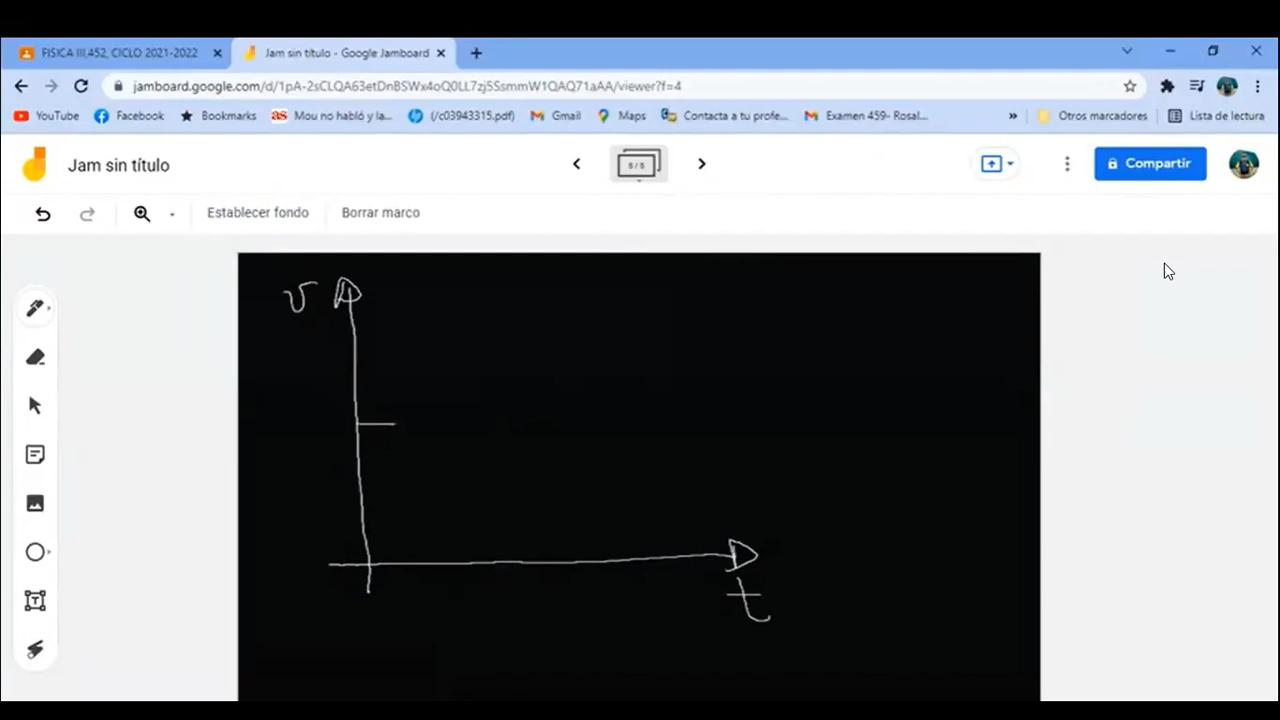 FISICA III,452, CICLO 2021-2022
Jam sin título - Google Jamboard
jamboard.google.com/d/1pA-2sCLQA63etDnBSWx4oQ0LL7zj5SsmmW1QAQ71aAA/viewer?f=4
YouTube
Facebook
Bookmarks
as Mou no habló y la...
hp (/c03943315.pdf)
Gmail
Maps
Contacta a tu profe...
Examen 459- Rosal...
»
Otros marcadores
Lista de lectura
Jam sin título
5 / 5
Compartir
Establecer fondo
Borrar marco
v
t